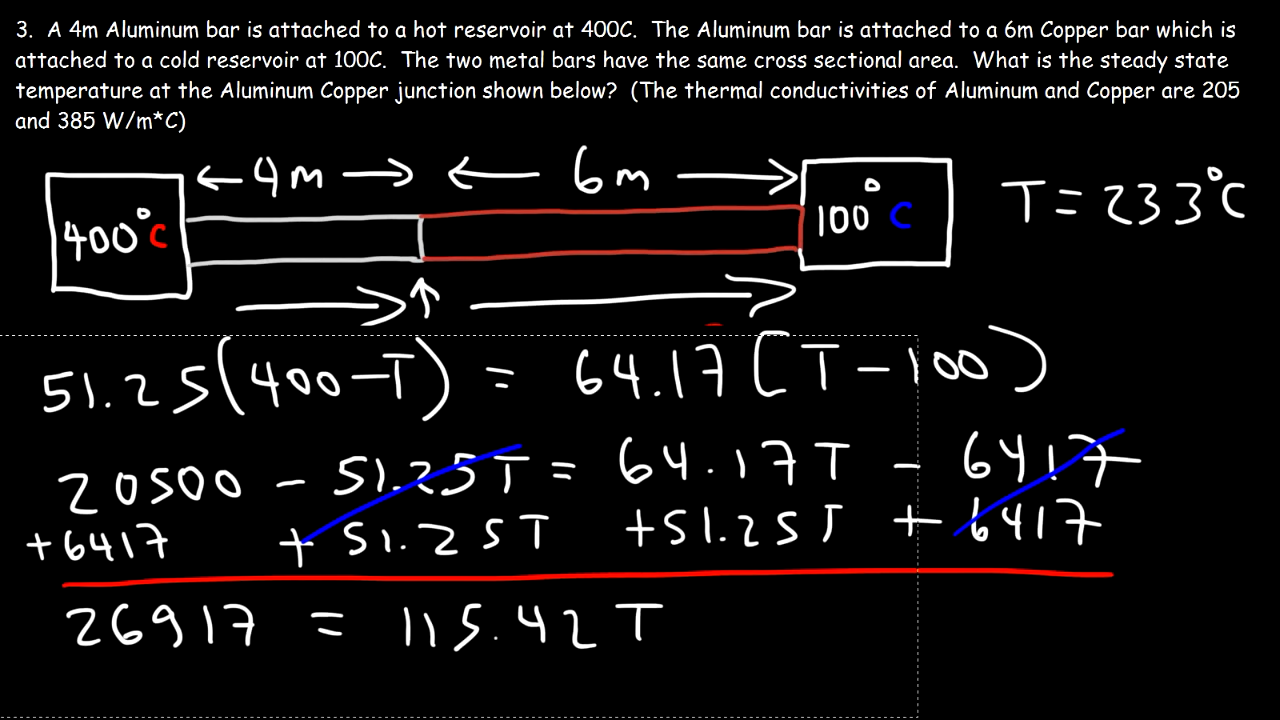 3. A 4m Aluminum bar is attached to a hot reservoir at 400C. The Aluminum bar is attached to a 6m Copper bar which is
attached to a cold reservoir at 100C. The two metal bars have the same cross sectional area. What is the steady state
temperature at the Aluminum Copper junction shown below? (The thermal conductivities of Aluminum and Copper are 205
and 385 W/m*C)
← 4m → ← 6m →
400°C 100°C T = 233°C
51.25(400-T) = 64.17(T-100)
20500 - 51.25T = 64.17T - 6417
+6417 + 51.25T +51.25T + 6417
26917 = 115.42T